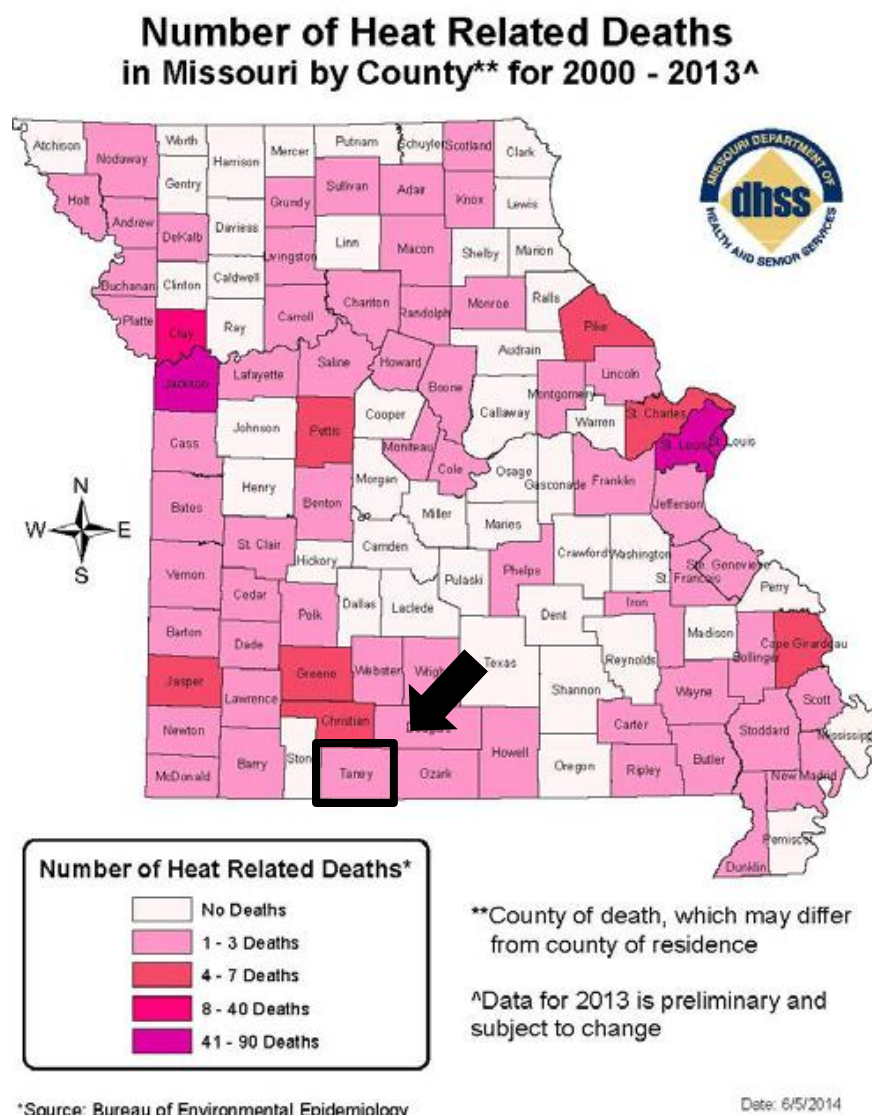 Number of Heat Related Deaths
in Missouri by County** for 2000 - 2013^
MISSOURI DEPARTMENT OF
dhss
HEALTH AND SENIOR SERVICES
Atchison
Nodaway
Worth
Harrison
Mercer
Putnam
Schuyler
Scotland
Clark
Gentry
Holt
Andrew
DeKalb
Daviess
Grundy
Sullivan
Adair
Knox
Lewis
Linn
Macon
Shelby
Marion
Livingston
Buchanan
Clinton
Caldwell
Platte
Clay
Ray
Carroll
Chariton
Randolph
Monroe
Ralls
Pike
Audrain
Jackson
Lafayette
Saline
Howard
Boone
Montgomery
Lincoln
Callaway
Warren
St. Charles
St. Louis
St. Louis
Cass
Johnson
Pettis
Cooper
Moniteau
Cole
Osage
Gasconade
Franklin
Jefferson
Henry
Morgan
Bates
Benton
Miller
Maries
N
W
E
S
St. Clair
Hickory
Camden
Crawford
Washington
Ste. Genevieve
St. Francois
Perry
Vernon
Cedar
Polk
Dallas
Laclede
Pulaski
Phelps
Dent
Iron
Madison
Barton
Dade
Cape Girardeau
Bollinger
Jasper
Greene
Webster
Wright
Texas
Reynolds
Shannon
Wayne
Scott
Lawrence
Newton
Christian
Carter
Stoddard
Mississippi
McDonald
Barry
Taney
Ozark
Howell
Oregon
Ripley
Butler
New Madrid
Pemiscot
Dunklin
Number of Heat Related Deaths*
No Deaths
1 - 3 Deaths
4 - 7 Deaths
8 - 40 Deaths
41 - 90 Deaths
**County of death, which may differ
from county of residence
^Data for 2013 is preliminary and
subject to change
*Source: Bureau of Environmental Epidemiology
Date: 6/5/2014